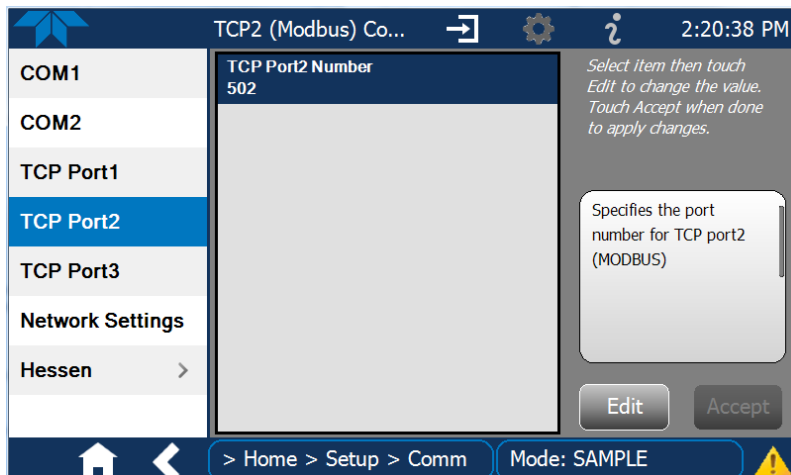 TCP2 (Modbus) Co...
2:20:38 PM
COM1
COM2
TCP Port1
TCP Port2
TCP Port3
Network Settings
Hessen
TCP Port2 Number
502
Select item then touch
Edit to change the value.
Touch Accept when done
to apply changes.
Specifies the port
number for TCP port2
(MODBUS)
Edit
Accept
> Home > Setup > Comm
Mode: SAMPLE